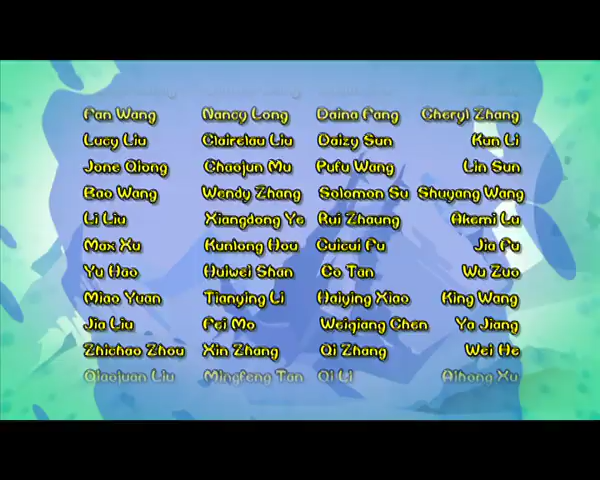 Fan Wang Nancy Long Daina Fang Cheryl Zhang
Lucy Liu Clairelau Liu Daizy Sun Kun Li
Jone Qiong Chaojun Mu Pufu Wang Lin Sun
Bao Wang Wendy Zhang Solomon Su Shuyang Wang
Li Liu Xiangdong Ye Rui Zhaung Akemi Lu
Max Xu Kunlong Hou Cuicui Fu Jia Fu
Yu Hao Huiwei Shan Co Tan Wu Zuo
Miao Yuan Tianying Li Haiying Xiao King Wang
Jia Liu Fei Mo Weiqiang Chen Ya Jiang
Zhichao Zhou Xin Zhang Qi Zhang Wei He
Qiaojuan Liu Mingfeng Tan Qi Li Aihong Xu